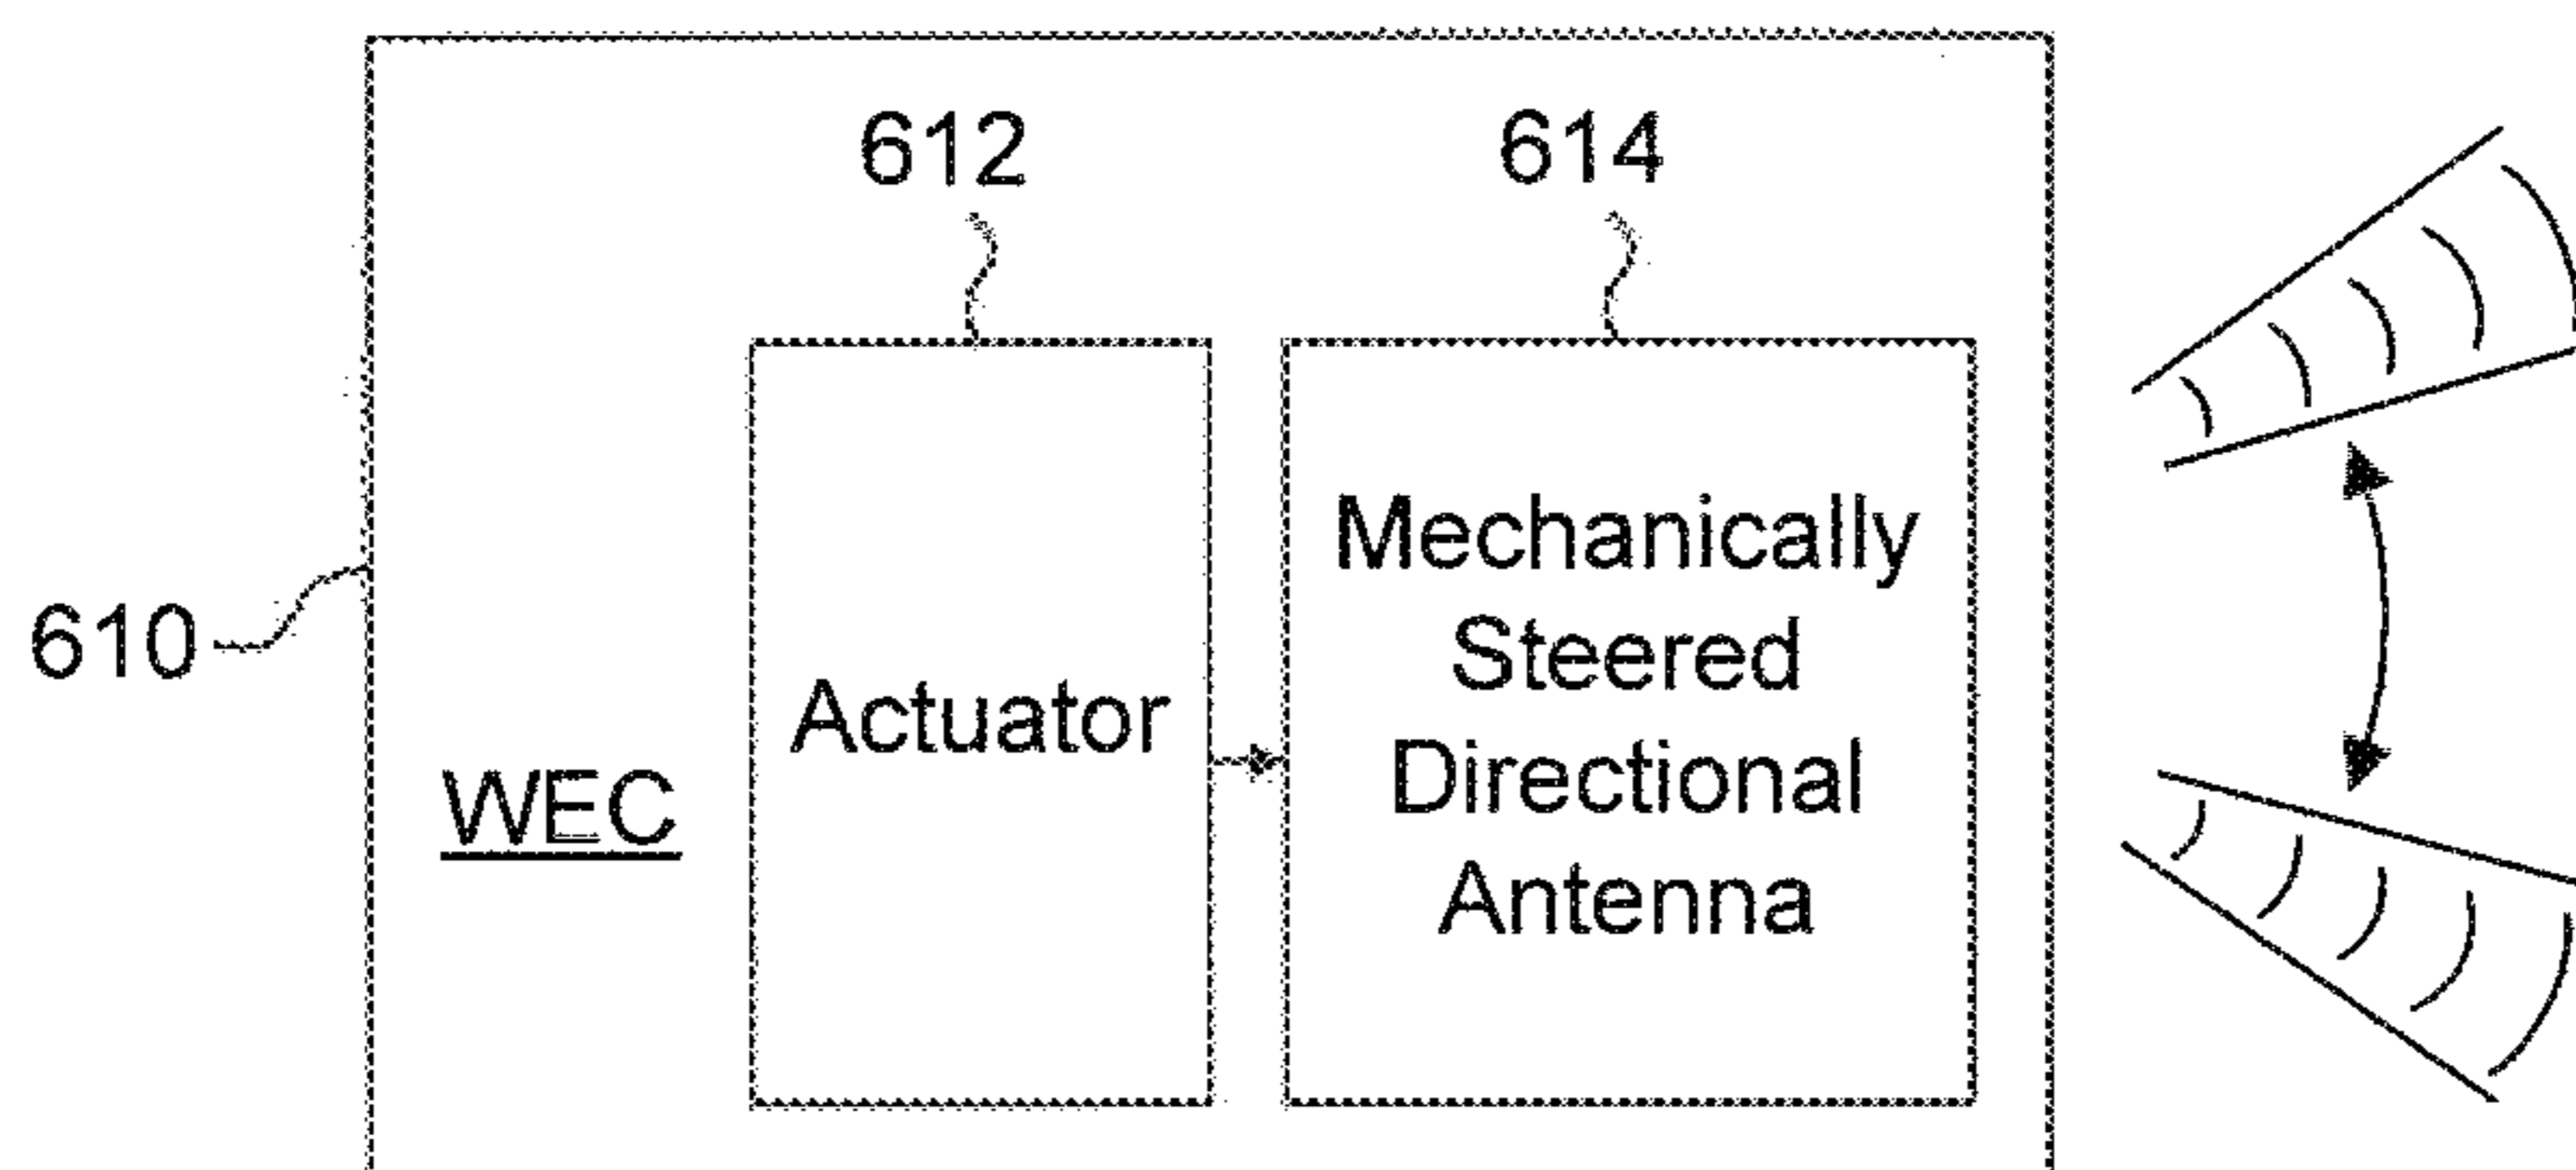 612
614
610
WEC
Actuator
Mechanically
Steered
Directional
Antenna